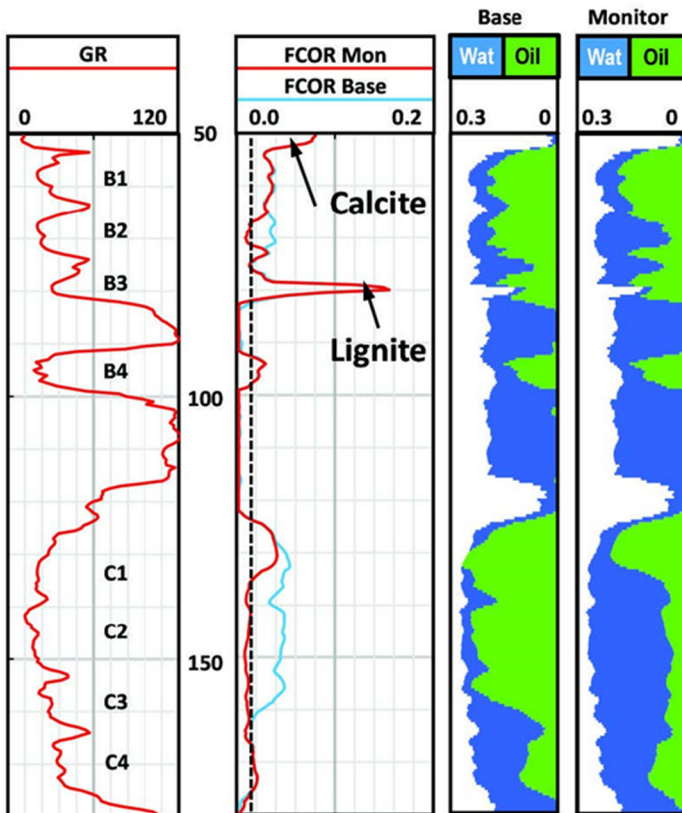 Base Monitor
GR FCOR Mon Wat Oil Wat Oil
FCOR Base
0 120 0.0 0.2 0.3 0 0.3 0
50
B1
Calcite
B2
B3
Lignite
B4
100
C1
C2
150
C3
C4